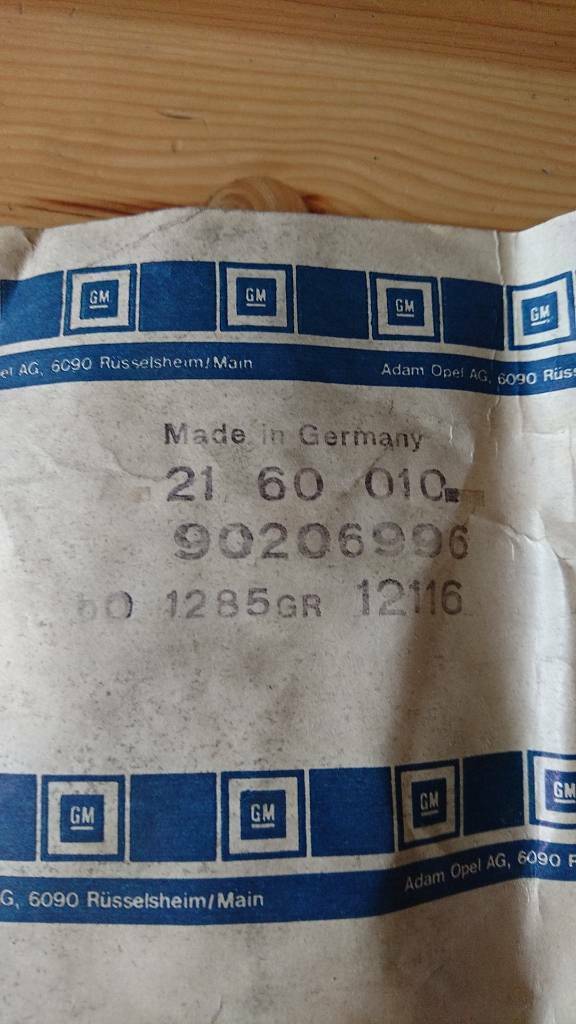 GM GM GM GM
el AG, 6090 Rüsselsheim/Main Adam Opel AG, 6090 Rüss
Made in Germany
21 60 010
90206996
1285GR 12116
GM GM GM GM
G, 6090 Rüsselsheim/Main Adam Opel AG, 6090 R